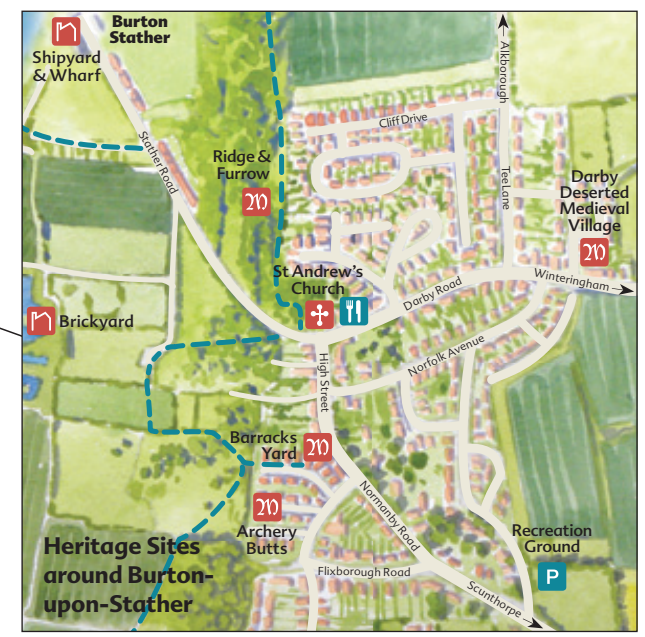 Burton
Stather
Shipyard
& Wharf
Alkborough
Cliff Drive
Stather Road
Ridge &
Furrow
M
Tee Lane
Darby
Deserted
Medieval
Village
M
St Andrew's
Church
Winteringham
Darby Road
Brickyard
High Street
Norfolk Avenue
Barracks
Yard
M
Normanby Road
M
Archery
Butts
Recreation
Ground
P
Heritage Sites
around Burton-
upon-Stather
Flixborough Road
Scunthorpe